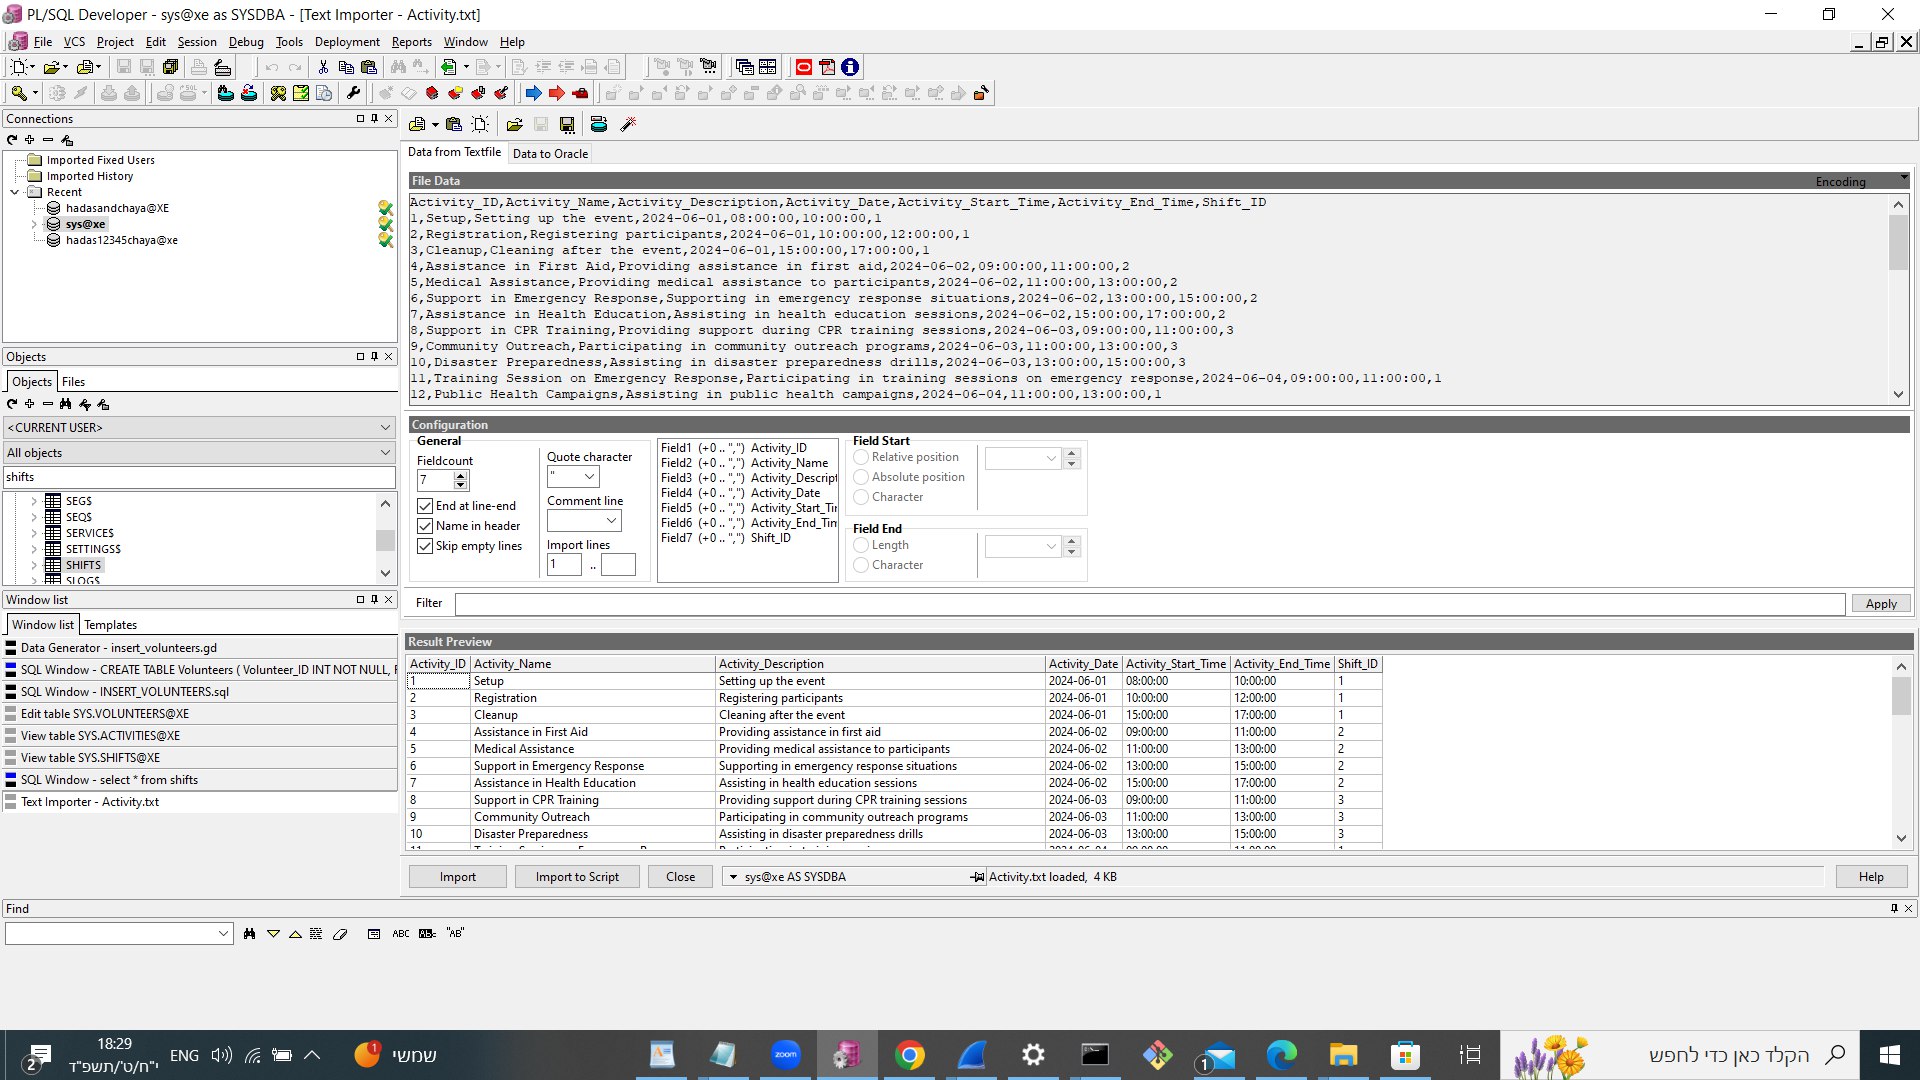 PL/SQL Developer - sys@xe as SYSDBA - [Text Importer - Activity.txt]
File VCS Project Edit Session Debug Tools Deployment Reports Window Help
Connections
Imported Fixed Users
Imported History
Recent
hadasandchaya@XE
sys@xe
hadas12345chaya@xe
Objects
Objects Files
<CURRENT USER>
All objects
shifts
SEG$
SEQ$
SERVICE$
SETTINGS$
SHIFTS
SLOG$
Window list
Window list Templates
Data Generator - insert_volunteers.gd
SQL Window - CREATE TABLE Volunteers ( Volunteer_ID INT NOT NULL, F
SQL Window - INSERT_VOLUNTEERS.sql
Edit table SYS.VOLUNTEERS@XE
View table SYS.ACTIVITIES@XE
View table SYS.SHIFTS@XE
SQL Window - select * from shifts
Text Importer - Activity.txt
Data from Textfile Data to Oracle
File Data Encoding
Activity_ID,Activity_Name,Activity_Description,Activity_Date,Activity_Start_Time,Activity_End_Time,Shift_ID
1,Setup,Setting up the event,2024-06-01,08:00:00,10:00:00,1
2,Registration,Registering participants,2024-06-01,10:00:00,12:00:00,1
3,Cleanup,Cleaning after the event,2024-06-01,15:00:00,17:00:00,1
4,Assistance in First Aid,Providing assistance in first aid,2024-06-02,09:00:00,11:00:00,2
5,Medical Assistance,Providing medical assistance to participants,2024-06-02,11:00:00,13:00:00,2
6,Support in Emergency Response,Supporting in emergency response situations,2024-06-02,13:00:00,15:00:00,2
7,Assistance in Health Education,Assisting in health education sessions,2024-06-02,15:00:00,17:00:00,2
8,Support in CPR Training,Providing support during CPR training sessions,2024-06-03,09:00:00,11:00:00,3
9,Community Outreach,Participating in community outreach programs,2024-06-03,11:00:00,13:00:00,3
10,Disaster Preparedness,Assisting in disaster preparedness drills,2024-06-03,13:00:00,15:00:00,3
11,Training Session on Emergency Response,Participating in training sessions on emergency response,2024-06-04,09:00:00,11:00:00,1
12,Public Health Campaigns,Assisting in public health campaigns,2024-06-04,11:00:00,13:00:00,1
Configuration
General
Fieldcount
7
End at line-end
Name in header
Skip empty lines
Quote character
"
Comment line
Import lines
1 ..
Field1 (+0 .. ",") Activity_ID
Field2 (+0 .. ",") Activity_Name
Field3 (+0 .. ",") Activity_Descript
Field4 (+0 .. ",") Activity_Date
Field5 (+0 .. ",") Activity_Start_Tim
Field6 (+0 .. ",") Activity_End_Tim
Field7 (+0 .. ",") Shift_ID
Field Start
Relative position
Absolute position
Character
Field End
Length
Character
Filter Apply
Result Preview
Activity_ID Activity_Name Activity_Description Activity_Date Activity_Start_Time Activity_End_Time Shift_ID
1 Setup Setting up the event 2024-06-01 08:00:00 10:00:00 1
2 Registration Registering participants 2024-06-01 10:00:00 12:00:00 1
3 Cleanup Cleaning after the event 2024-06-01 15:00:00 17:00:00 1
4 Assistance in First Aid Providing assistance in first aid 2024-06-02 09:00:00 11:00:00 2
5 Medical Assistance Providing medical assistance to participants 2024-06-02 11:00:00 13:00:00 2
6 Support in Emergency Response Supporting in emergency response situations 2024-06-02 13:00:00 15:00:00 2
7 Assistance in Health Education Assisting in health education sessions 2024-06-02 15:00:00 17:00:00 2
8 Support in CPR Training Providing support during CPR training sessions 2024-06-03 09:00:00 11:00:00 3
9 Community Outreach Participating in community outreach programs 2024-06-03 11:00:00 13:00:00 3
10 Disaster Preparedness Assisting in disaster preparedness drills 2024-06-03 13:00:00 15:00:00 3
Import Import to Script Close sys@xe AS SYSDBA Activity.txt loaded, 4 KB Help
Find
ABC "AB"
2
18:29
י"ח/ט'/תשפ"ד
ENG
1
שמשי
zoom
1
הקלד כאן כדי לחפש